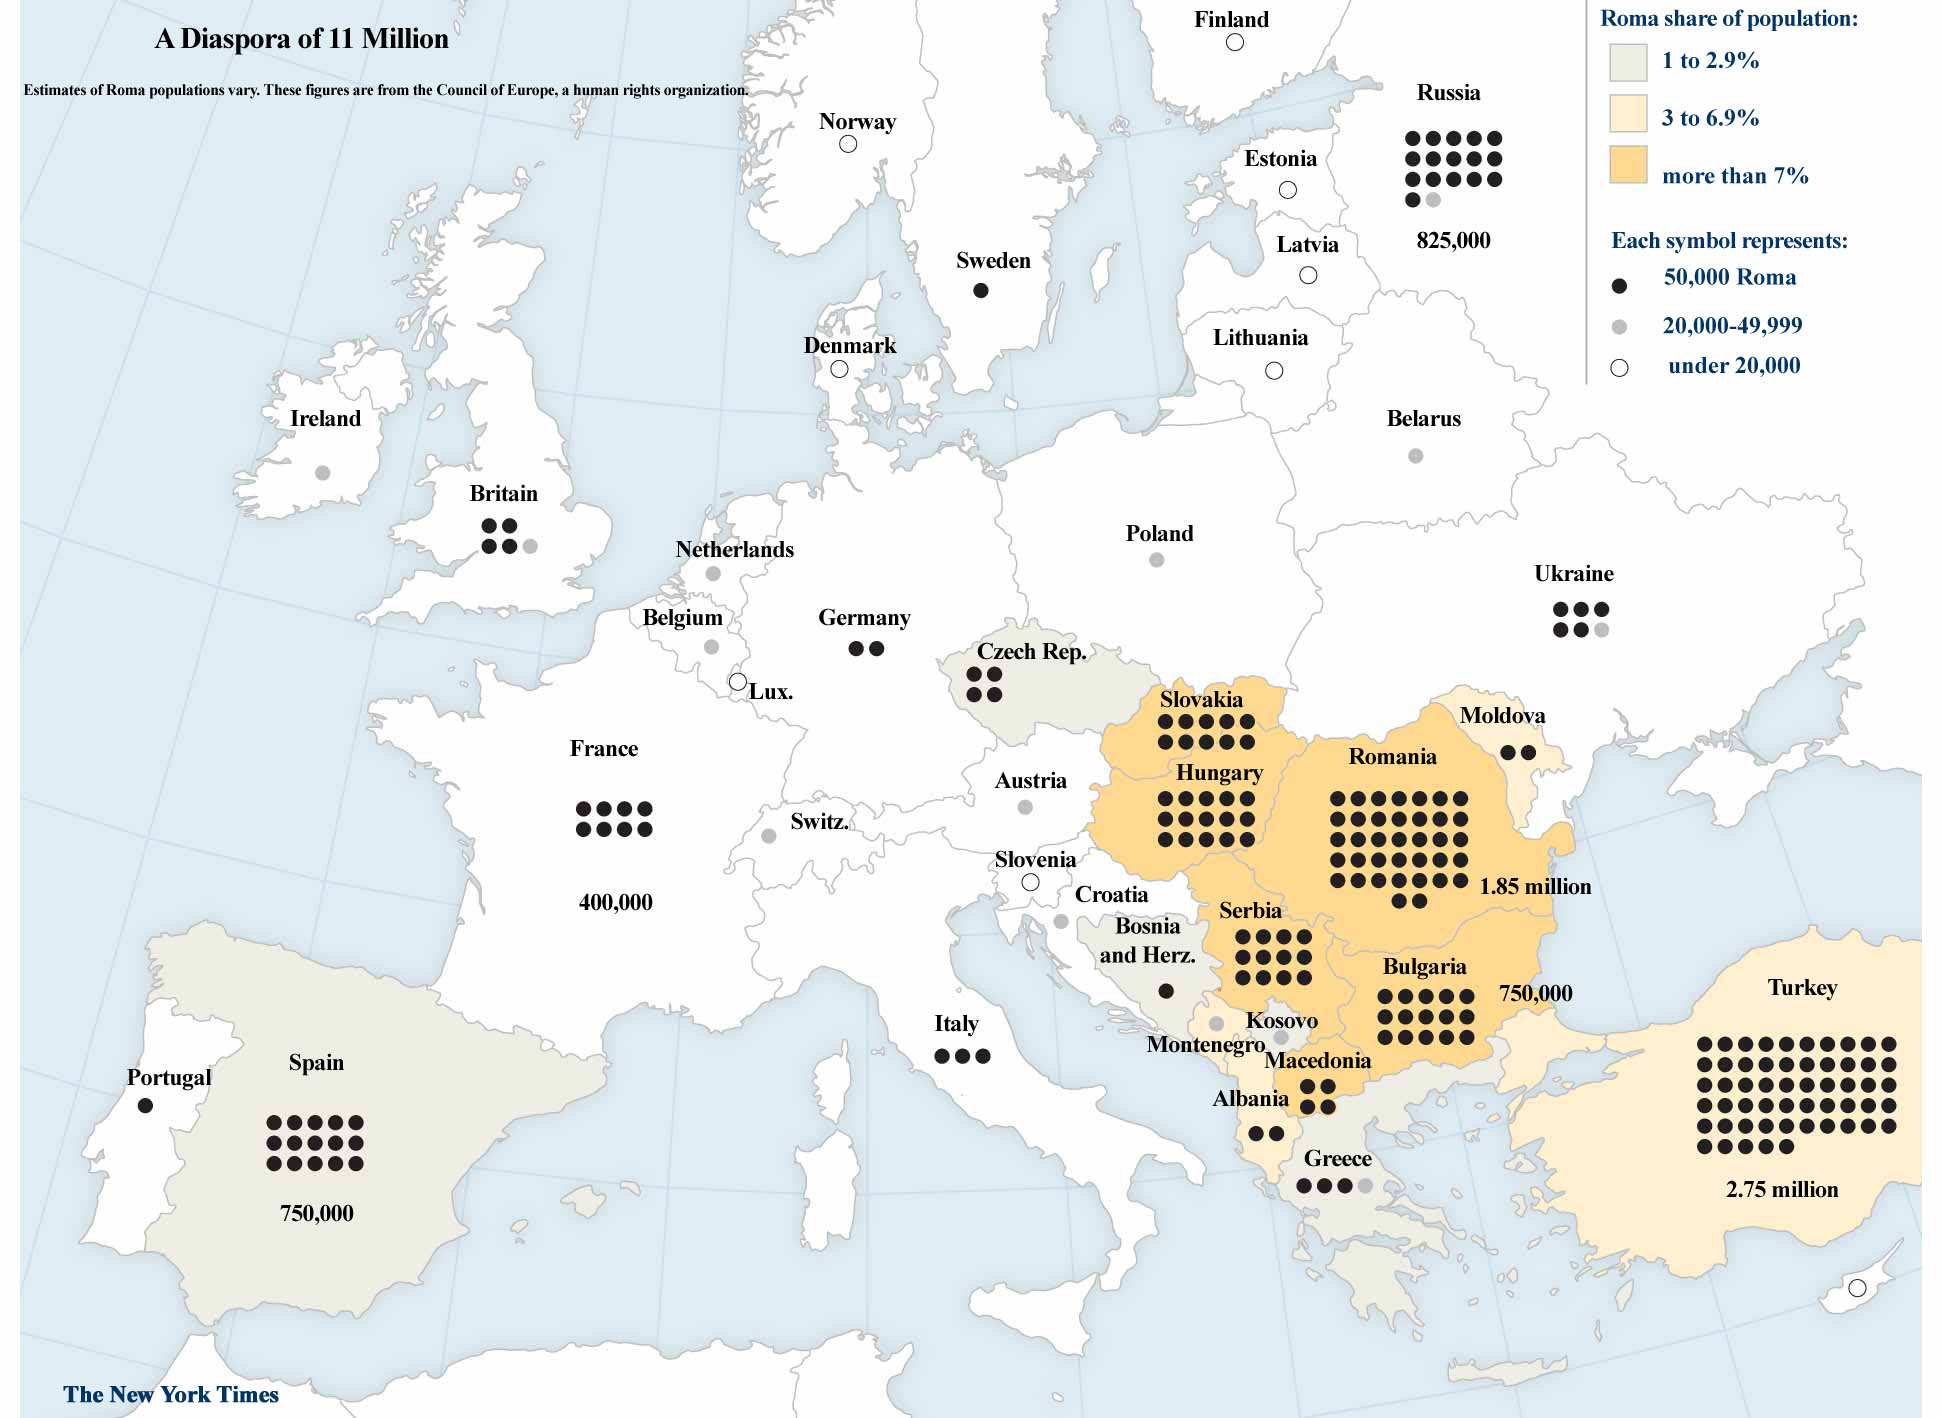 A Diaspora of 11 Million
Estimates of Roma populations vary. These figures are from the Council of Europe, a human rights organization.
Roma share of population:
1 to 2.9%
3 to 6.9%
more than 7%
Each symbol represents:
50,000 Roma
20,000-49,999
under 20,000
Finland
Russia
825,000
Norway
Estonia
Latvia
Sweden
Lithuania
Denmark
Belarus
Ireland
Britain
Poland
Netherlands
Ukraine
Belgium
Germany
Czech Rep.
Lux.
Slovakia
Moldova
France
400,000
Romania
1.85 million
Hungary
Austria
Switz.
Slovenia
Croatia
Serbia
Bosnia
and Herz.
Bulgaria
750,000
Turkey
2.75 million
Italy
Kosovo
Montenegro
Macedonia
Albania
Greece
Spain
750,000
Portugal
The New York Times